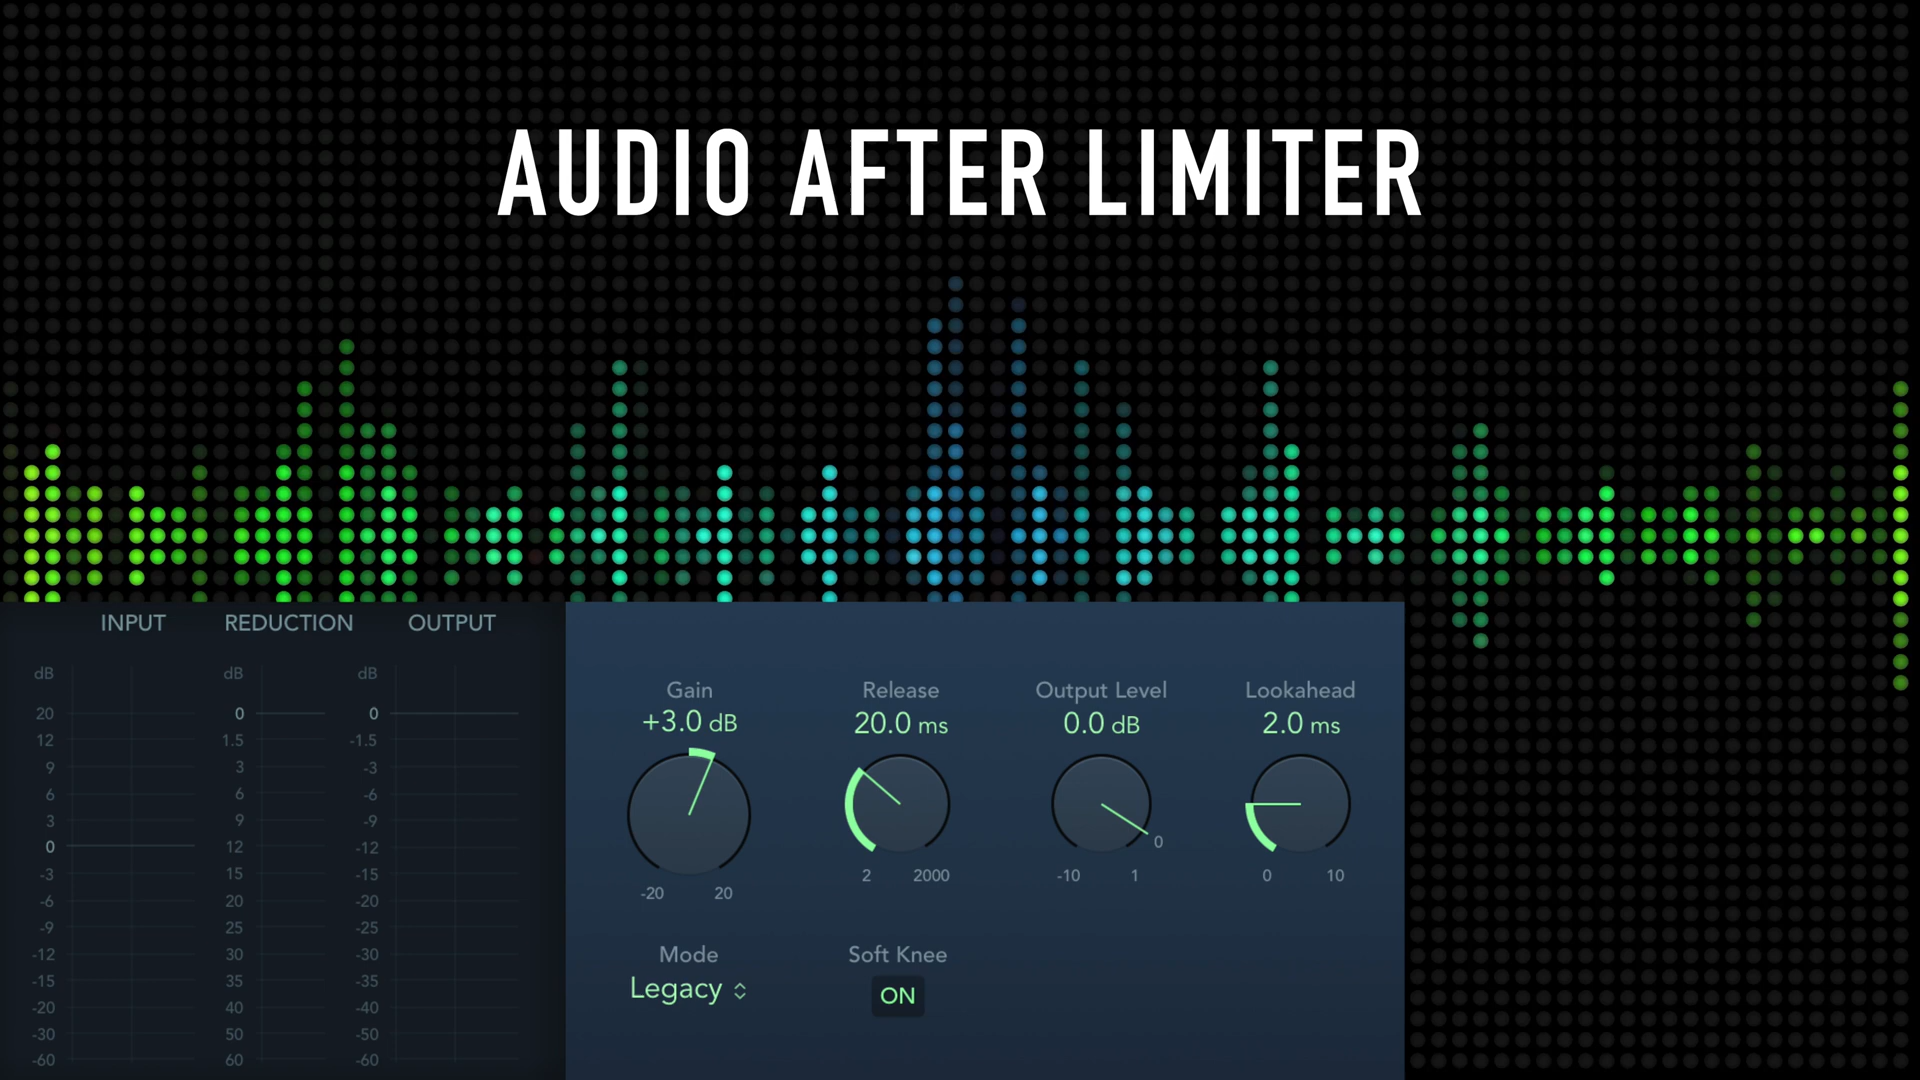 AUDIO AFTER LIMITER
INPUT REDUCTION OUTPUT
dB dB dB
20 0 0
12 1.5 -1.5
9 3 -3
6 6 -6
3 9 -9
0 12 -12
-3 15 -15
-6 20 -20
-9 25 -25
-12 30 -30
-15 35 -35
-20 40 -40
-30 50 -50
-60 60 -60
Gain Release Output Level Lookahead
+3.0 dB 20.0 ms 0.0 dB 2.0 ms
0
2 2000 -10 1 0 10
-20 20
Mode Soft Knee
Legacy ON